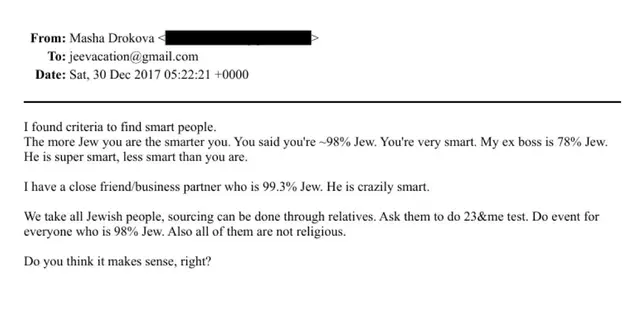 From: Masha Drokova < >
To: jeevacation@gmail.com
Date: Sat, 30 Dec 2017 05:22:21 +0000
I found criteria to find smart people.
The more Jew you are the smarter you. You said you're ~98% Jew. You're very smart. My ex boss is 78% Jew.
He is super smart, less smart than you are.
I have a close friend/business partner who is 99.3% Jew. He is crazily smart.
We take all Jewish people, sourcing can be done through relatives. Ask them to do 23&me test. Do event for
everyone who is 98% Jew. Also all of them are not religious.
Do you think it makes sense, right?